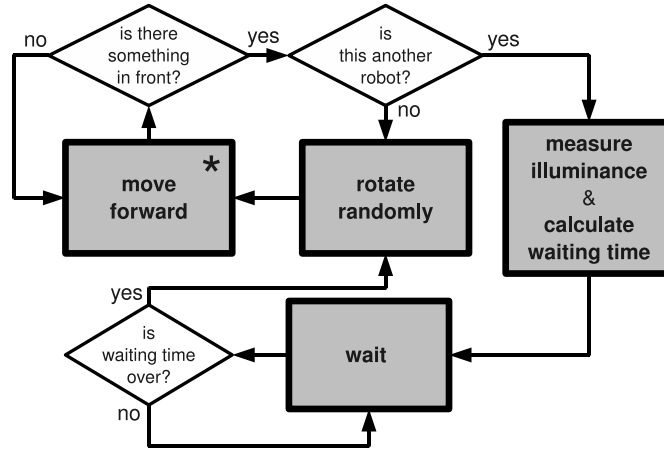 no
is there
something
in front?
yes
is
this another
robot?
yes
no
move
forward
*
rotate
randomly
measure
illuminance
&
calculate
waiting time
yes
is
waiting time
over?
no
wait